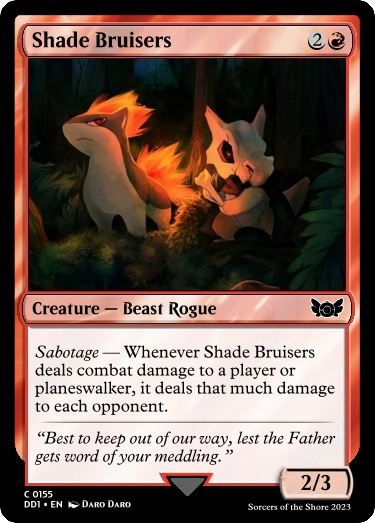 Shade Bruisers 2
Creature — Beast Rogue
Sabotage — Whenever Shade Bruisers
deals combat damage to a player or
planeswalker, it deals that much damage
to each opponent.
“Best to keep out of our way, lest the Father
gets word of your meddling.”
2/3
C 0155
DD1 • EN Daro Daro
Sorcers of the Shore 2023